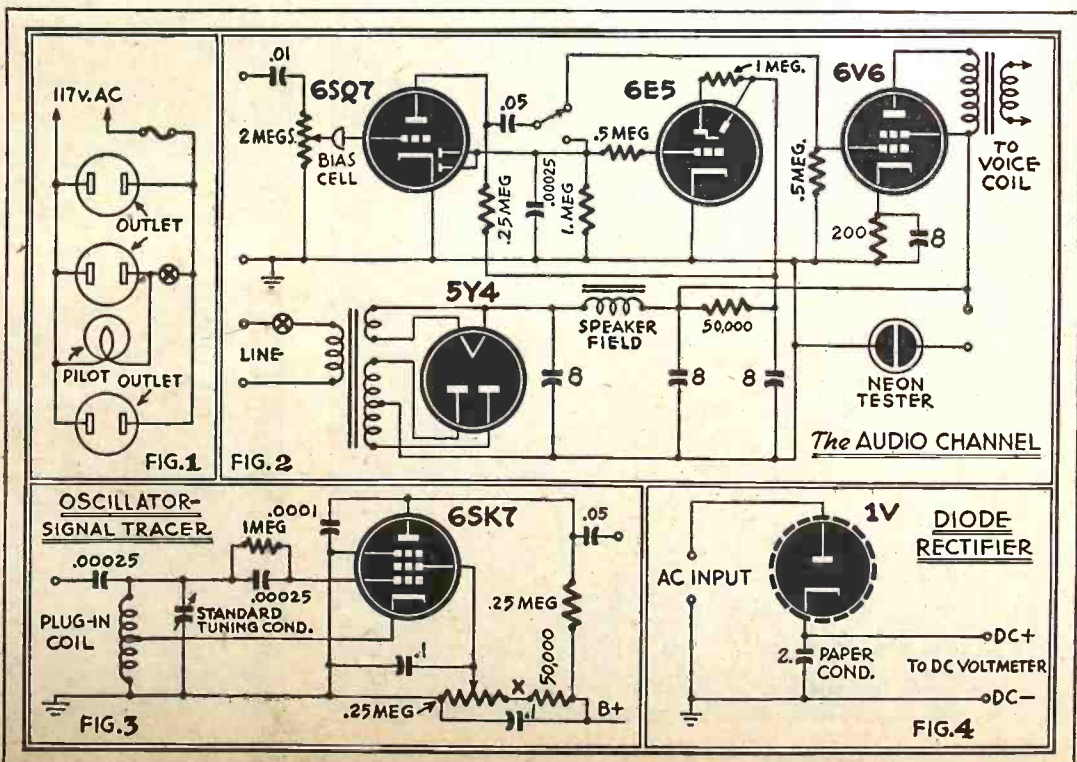 117v.AC
OUTLET
PILOT
OUTLET
FIG.1
.01
2 MEGS.
BIAS
CELL
6SQ7
.05
.25 MEG
.00025
1. MEG
.5 MEG
6E5
1 MEG.
.5 MEG.
6V6
200
8
TO
VOICE
COIL
LINE
5Y4
8
SPEAKER
FIELD
8
50,000
8
NEON
TESTER
The AUDIO CHANNEL
FIG.2
OSCILLATOR-
SIGNAL TRACER
.00025
1MEG
.00025
PLUG-IN
COIL
STANDARD
TUNING COND.
.0001
6SK7
.1
.05
.25 MEG
50,000
X
.25MEG
.1
B+
FIG.3
1V
DIODE
RECTIFIER
AC INPUT
2.
PAPER
COND.
DC+
TO DC VOLTMETER
DC-
FIG.4